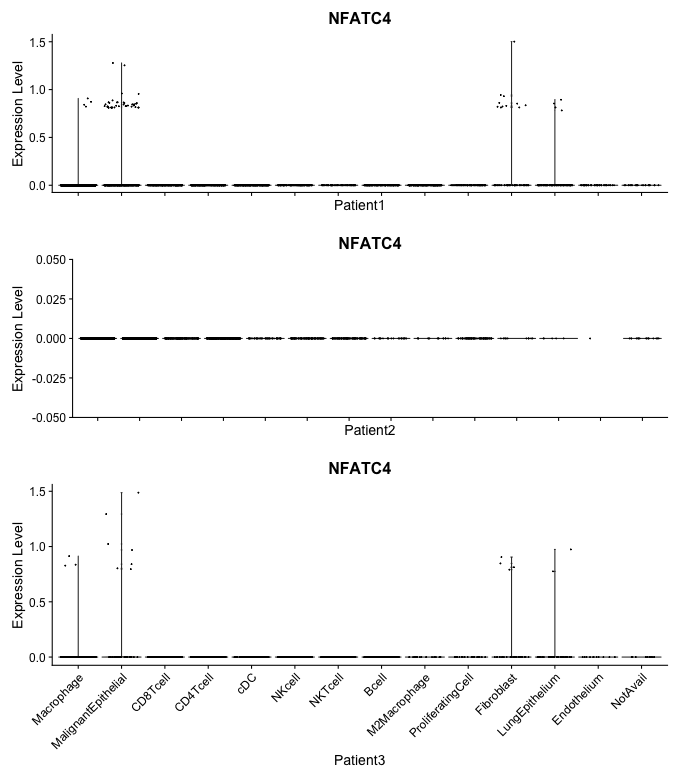 NFATC4
Expression Level
1.5
1.0
0.5
0.0
Patient1
NFATC4
Expression Level
0.050
0.025
0.000
-0.025
-0.050
Patient2
NFATC4
Expression Level
1.5
1.0
0.5
0.0
Macrophage
MalignantEpithelial
CD8Tcell
CD4Tcell
cDC
NKcell
NKTcell
Bcell
M2Macrophage
ProliferatingCell
Fibroblast
LungEpithelium
Endothelium
NotAvail
Patient3